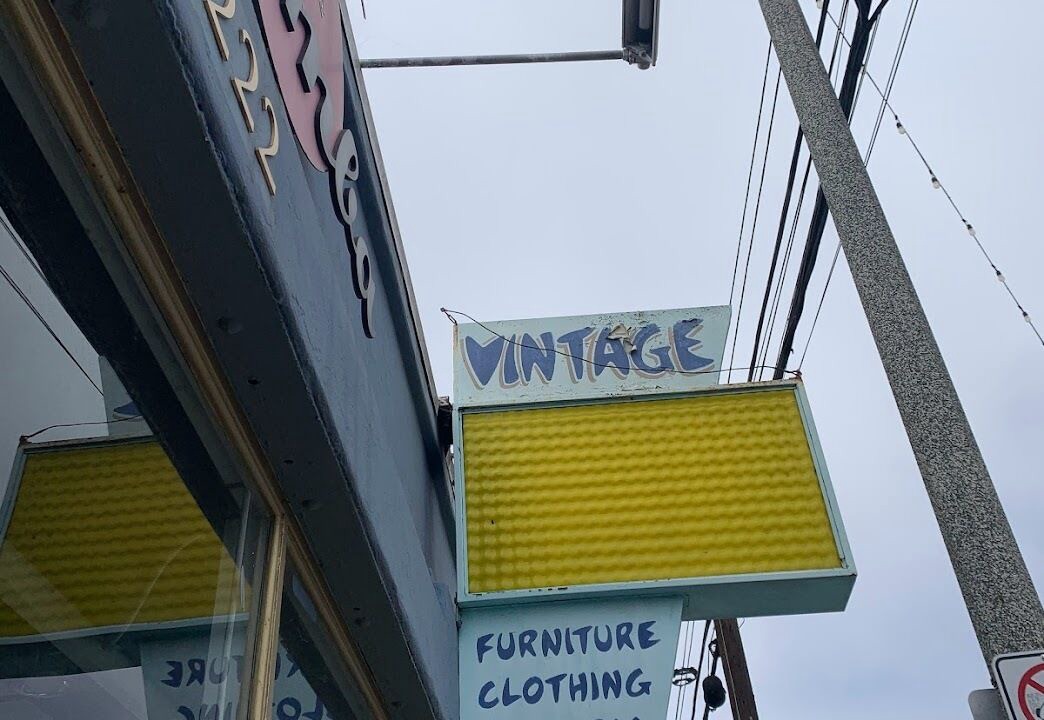 222
VINTAGE
FURNITURE
CLOTHING